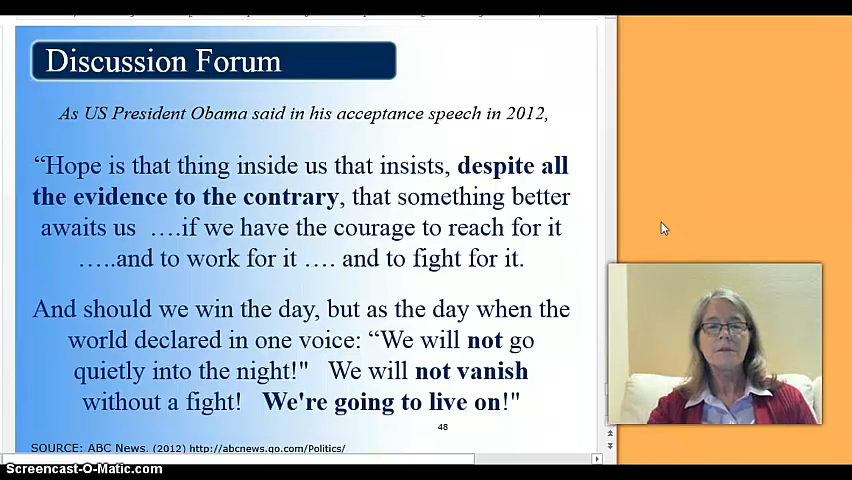 Discussion Forum
As US President Obama said in his acceptance speech in 2012,
“Hope is that thing inside us that insists, despite all
the evidence to the contrary, that something better
awaits us ….if we have the courage to reach for it
…..and to work for it …. and to fight for it.
And should we win the day, but as the day when the
world declared in one voice: “We will not go
quietly into the night!" We will not vanish
without a fight! We're going to live on!"
48
SOURCE: ABC News. (2012) http://abcnews.go.com/Politics/
Screencast-O-Matic.com